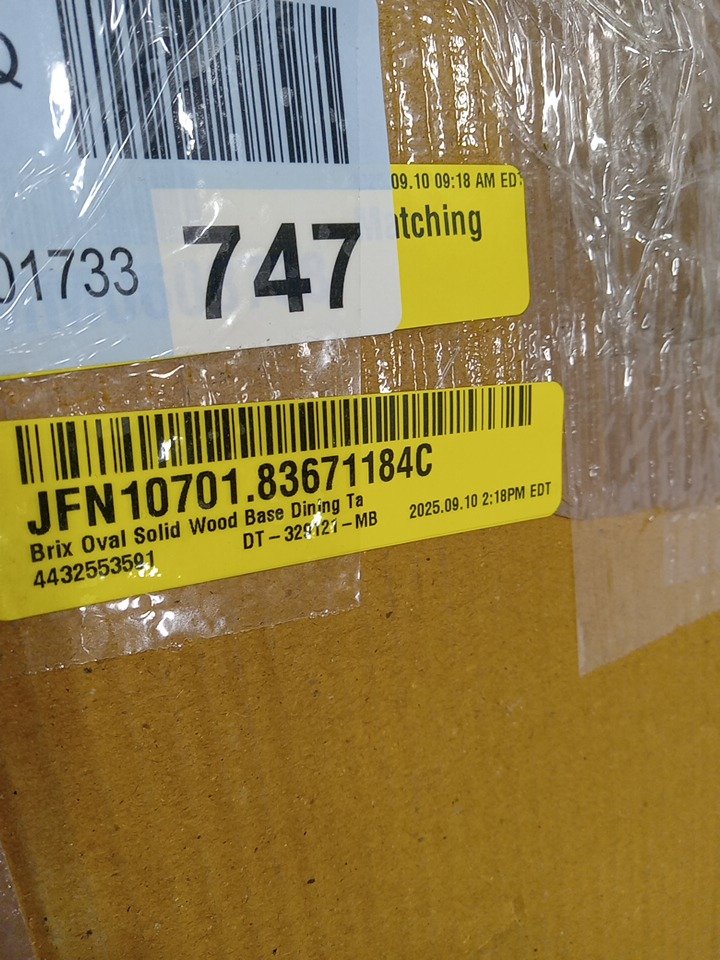 Q
09.10 09:18 AM EDT
atching
01733
747
JFN10701.83671184C
Brix Oval Solid Wood Base Dining Ta
DT-329121-MB
2025.09.10 2:18PM EDT
4432553591